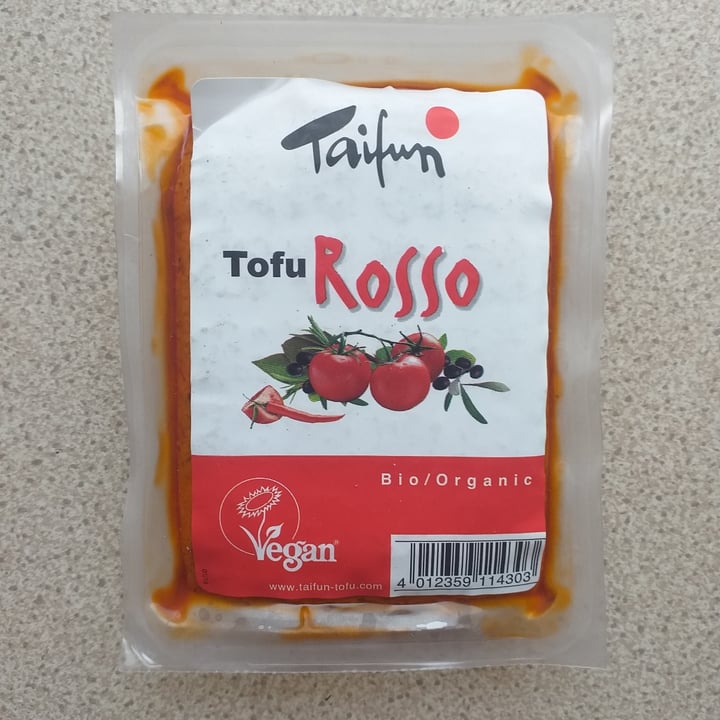 Taifun
Tofu Rosso
Bio/Organic
Vegan®
www.taifun-tofu.com
4 012359 114303